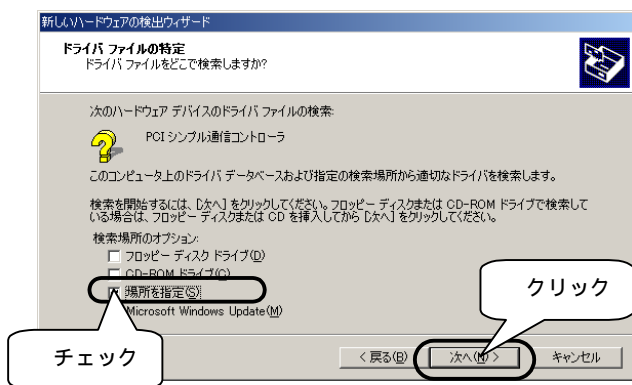 新しいハードウェアの検出ウィザード
ドライバ ファイルの特定
ドライバ ファイルをどこで検索しますか?
次のハードウェア デバイスのドライバ ファイルの検索:
PCI シンプル通信コントローラ
このコンピュータ上のドライバ データベースおよび指定の検索場所から適切なドライバを検索します。
検索を開始するには、[次へ] をクリックしてください。フロッピー ディスクまたは CD-ROM ドライブで検索して
いる場合は、フロッピー ディスクまたは CD を挿入してから [次へ] をクリックしてください。
検索場所のオプション:
フロッピー ディスク ドライブ(D)
CD-ROM ドライブ(C)
場所を指定(S)
Microsoft Windows Update(M)
クリック
チェック
< 戻る(B)
次へ(N) >
キャンセル